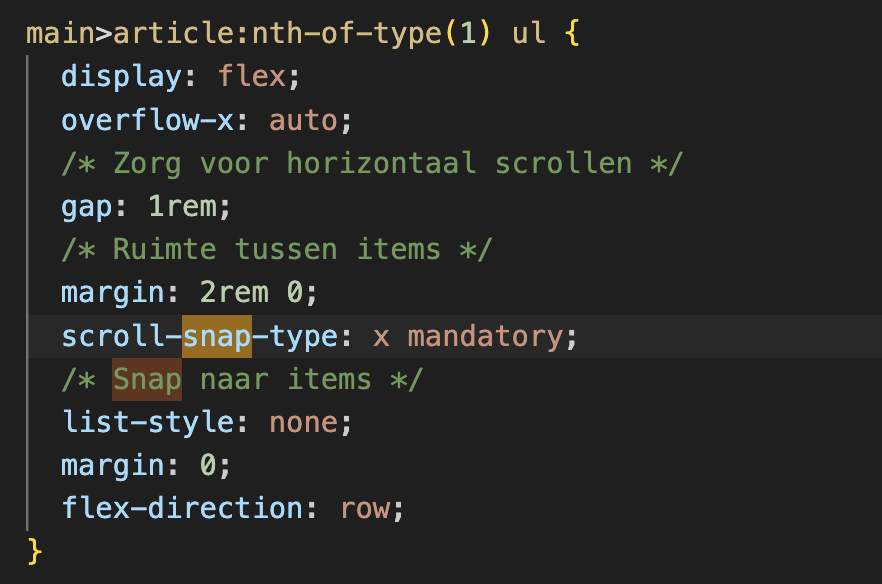 main>article:nth-of-type(1) ul {
display: flex;
overflow-x: auto;
/* Zorg voor horizontaal scrollen */
gap: 1rem;
/* Ruimte tussen items */
margin: 2rem 0;
scroll-snap-type: x mandatory;
/* Snap naar items */
list-style: none;
margin: 0;
flex-direction: row;
}